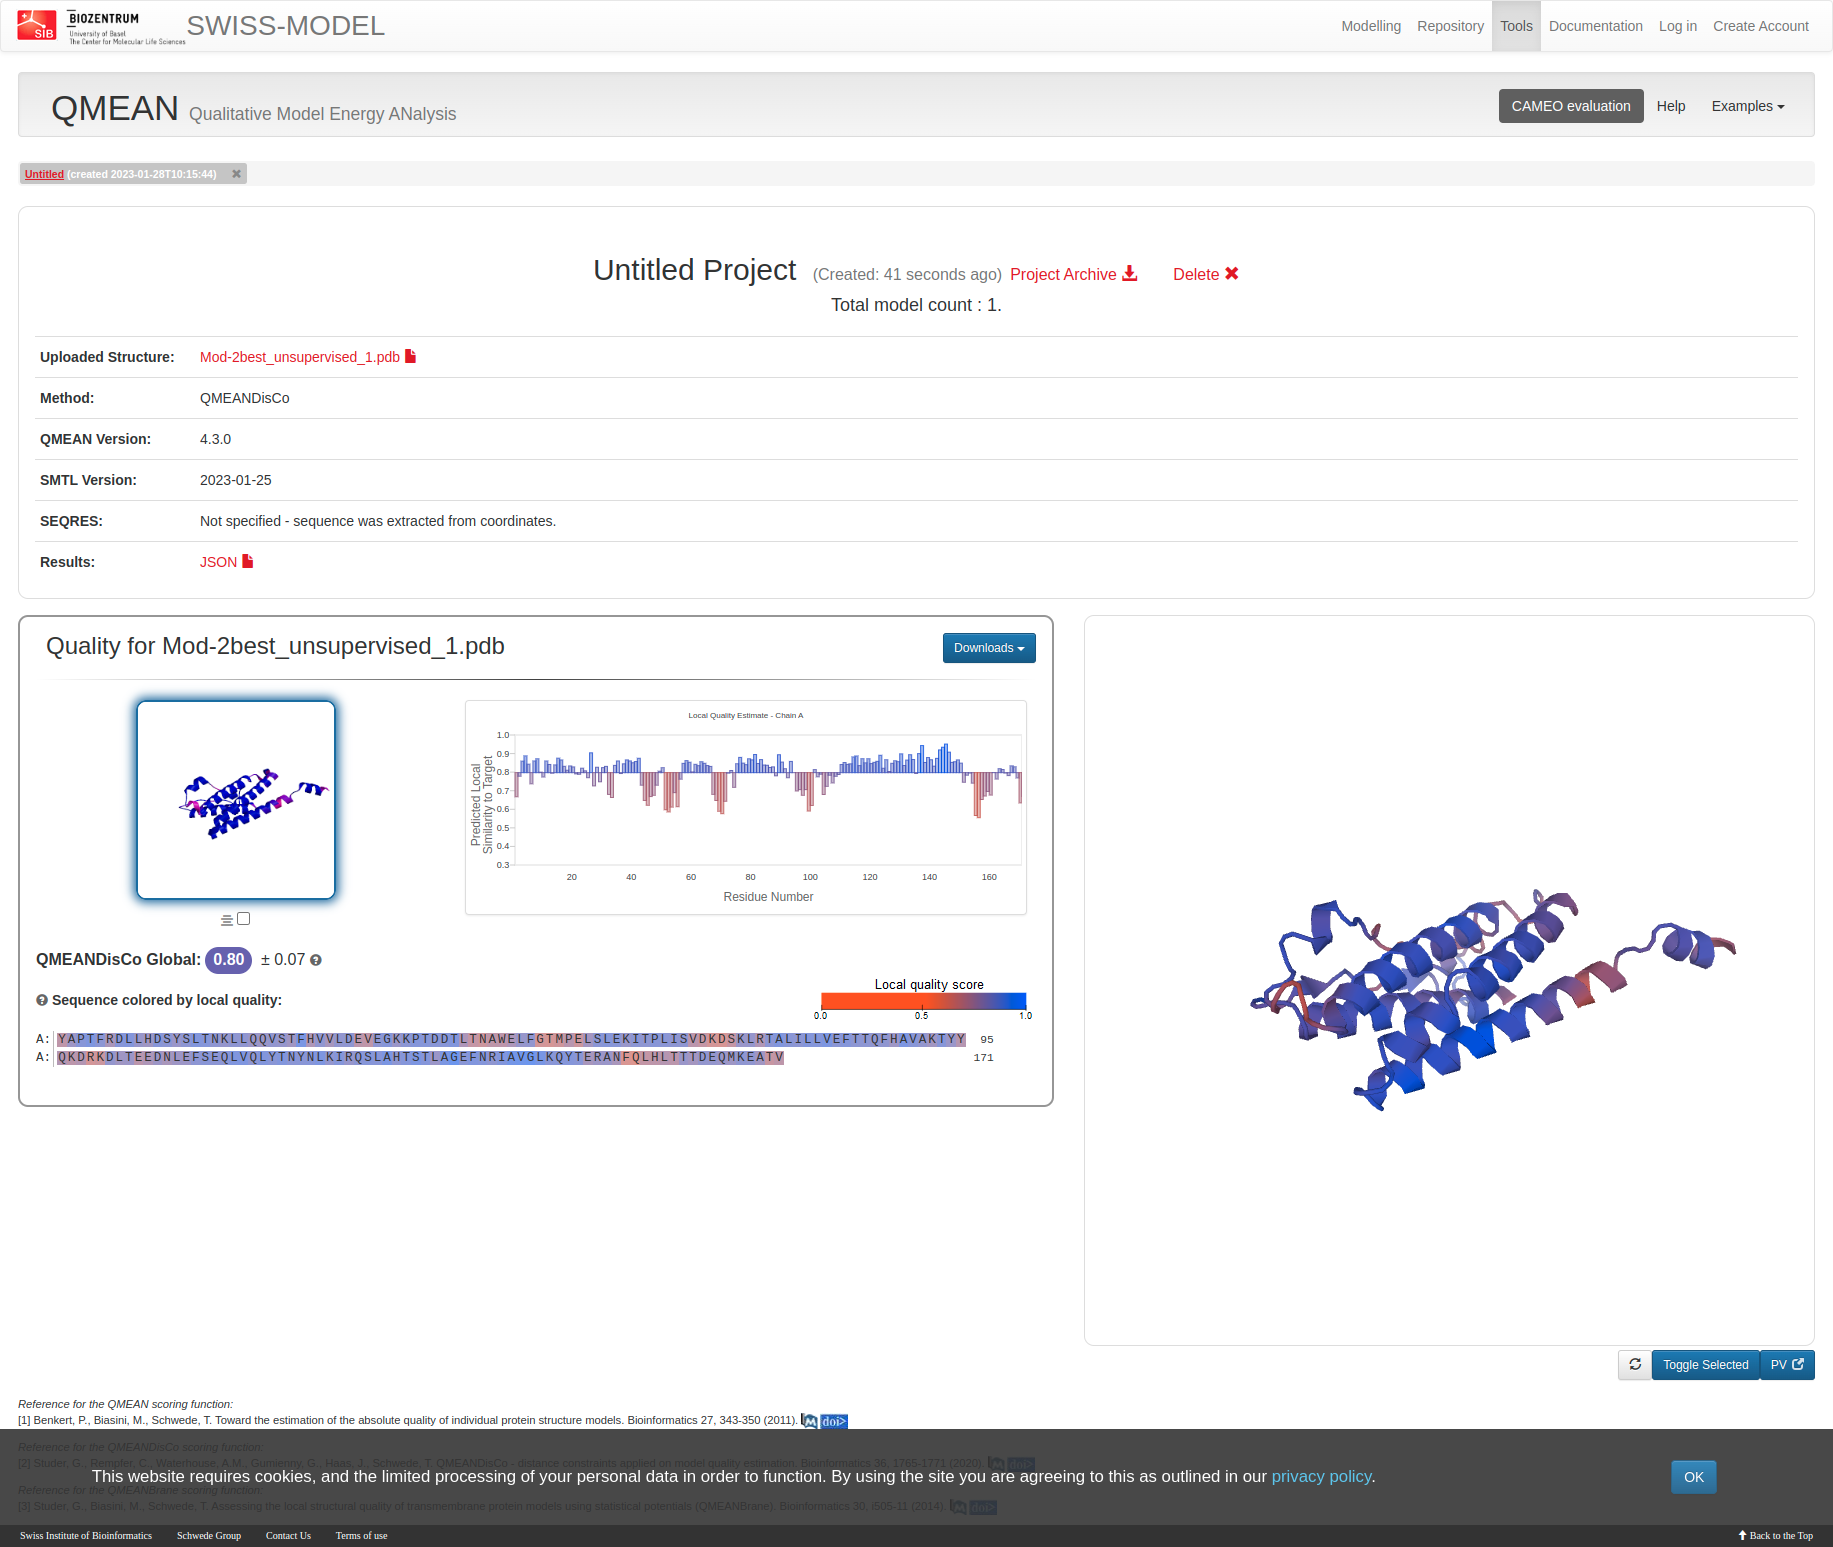 SIB
BIOZENTRUM
University of Basel
The Center for Molecular Life Sciences
SWISS-MODEL
Modelling Repository Tools Documentation Log in Create Account
QMEAN Qualitative Model Energy ANalysis
CAMEO evaluation Help Examples
Untitled (created 2023-01-28T10:15:44)
Untitled Project (Created: 41 seconds ago) Project Archive Delete
Total model count : 1.
Uploaded Structure: Mod-2best_unsupervised_1.pdb
Method: QMEANDisCo
QMEAN Version: 4.3.0
SMTL Version: 2023-01-25
SEQRES: Not specified - sequence was extracted from coordinates.
Results: JSON
Quality for Mod-2best_unsupervised_1.pdb
Downloads
Local Quality Estimate - Chain A
Predicted Local
Similarity to Target
1.0
0.9
0.8
0.7
0.6
0.5
0.4
0.3
20 40 60 80 100 120 140 160
Residue Number
QMEANDisCo Global: 0.80 ± 0.07
Sequence colored by local quality:
Local quality score
0.0 0.5 1.0
A: YAPTFRDLLHDSYSLTNKLLQQVSTFHVVLDEVEGKKPTDDTLTNAWELFGTMPELSLEKITPLISVDKDSKLRTALILLVEFTTQFHAVAKTYY 95
A: QKDRKDLTEEDNLEFSEQLVQLYTNYNLKIRQSLAHTSTLAGEFNRIAVGLKQYTERANFQLHLTTTDEQMKEATV 171
Toggle Selected PV
Reference for the QMEAN scoring function:
[1] Benkert, P., Biasini, M., Schwede, T. Toward the estimation of the absolute quality of individual protein structure models. Bioinformatics 27, 343-350 (2011). M doi>
Reference for the QMEANDisCo scoring function:
[2] Studer, G., Rempfer, C., Waterhouse, A.M., Gumienny, G., Haas, J., Schwede, T. QMEANDisCo - distance constraints applied on model quality estimation. Bioinformatics 36, 1765-1771 (2020). M doi>
This website requires cookies, and the limited processing of your personal data in order to function. By using the site you are agreeing to this as outlined in our privacy policy.
OK
Reference for the QMEANBrane scoring function:
[3] Studer, G., Biasini, M., Schwede, T. Assessing the local structural quality of transmembrane protein models using statistical potentials (QMEANBrane). Bioinformatics 30, i505-11 (2014). M doi>
Swiss Institute of Bioinformatics Schwede Group Contact Us Terms of use Back to the Top